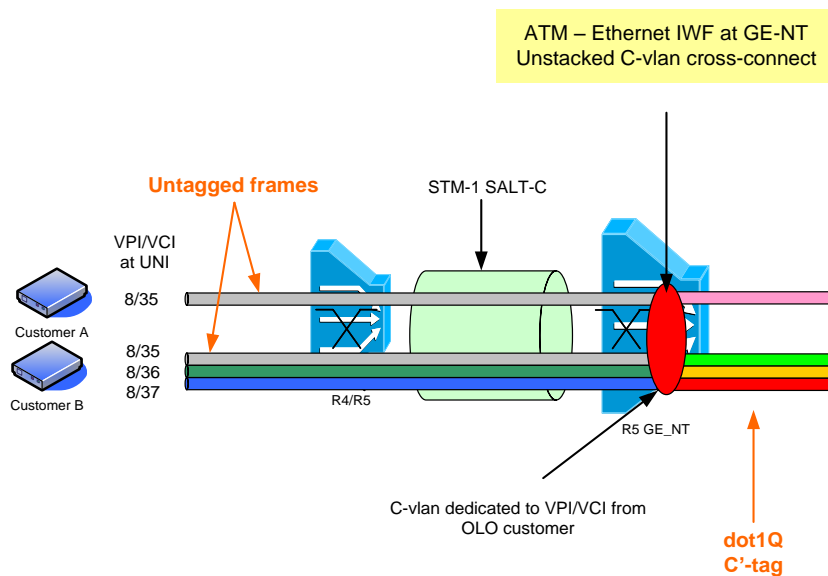 ATM – Ethernet IWF at GE-NT
Unstacked C-vlan cross-connect
Untagged frames
STM-1 SALT-C
VPI/VCI
at UNI
8/35
Customer A
8/35
8/36
8/37
Customer B
R4/R5
R5 GE_NT
C-vlan dedicated to VPI/VCI from
OLO customer
dot1Q
C’-tag